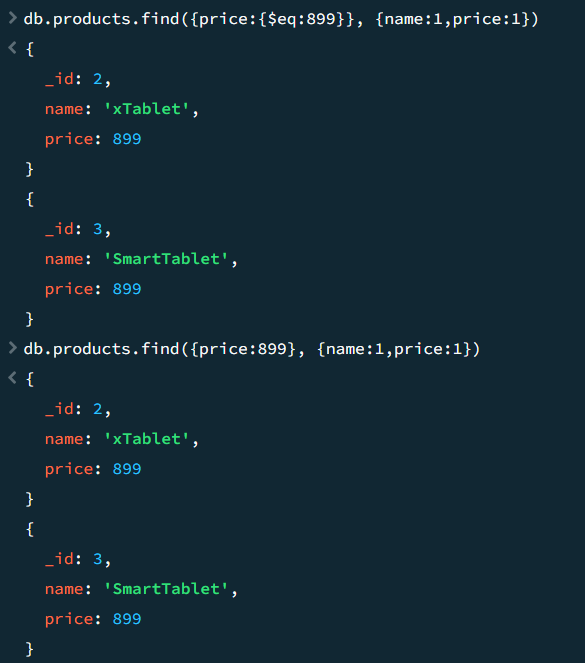 > db.products.find({price:{$eq:899}}, {name:1,price:1})
< {
_id: 2,
name: 'xTablet',
price: 899
}
{
_id: 3,
name: 'SmartTablet',
price: 899
}
> db.products.find({price:899}, {name:1,price:1})
< {
_id: 2,
name: 'xTablet',
price: 899
}
{
_id: 3,
name: 'SmartTablet',
price: 899
}